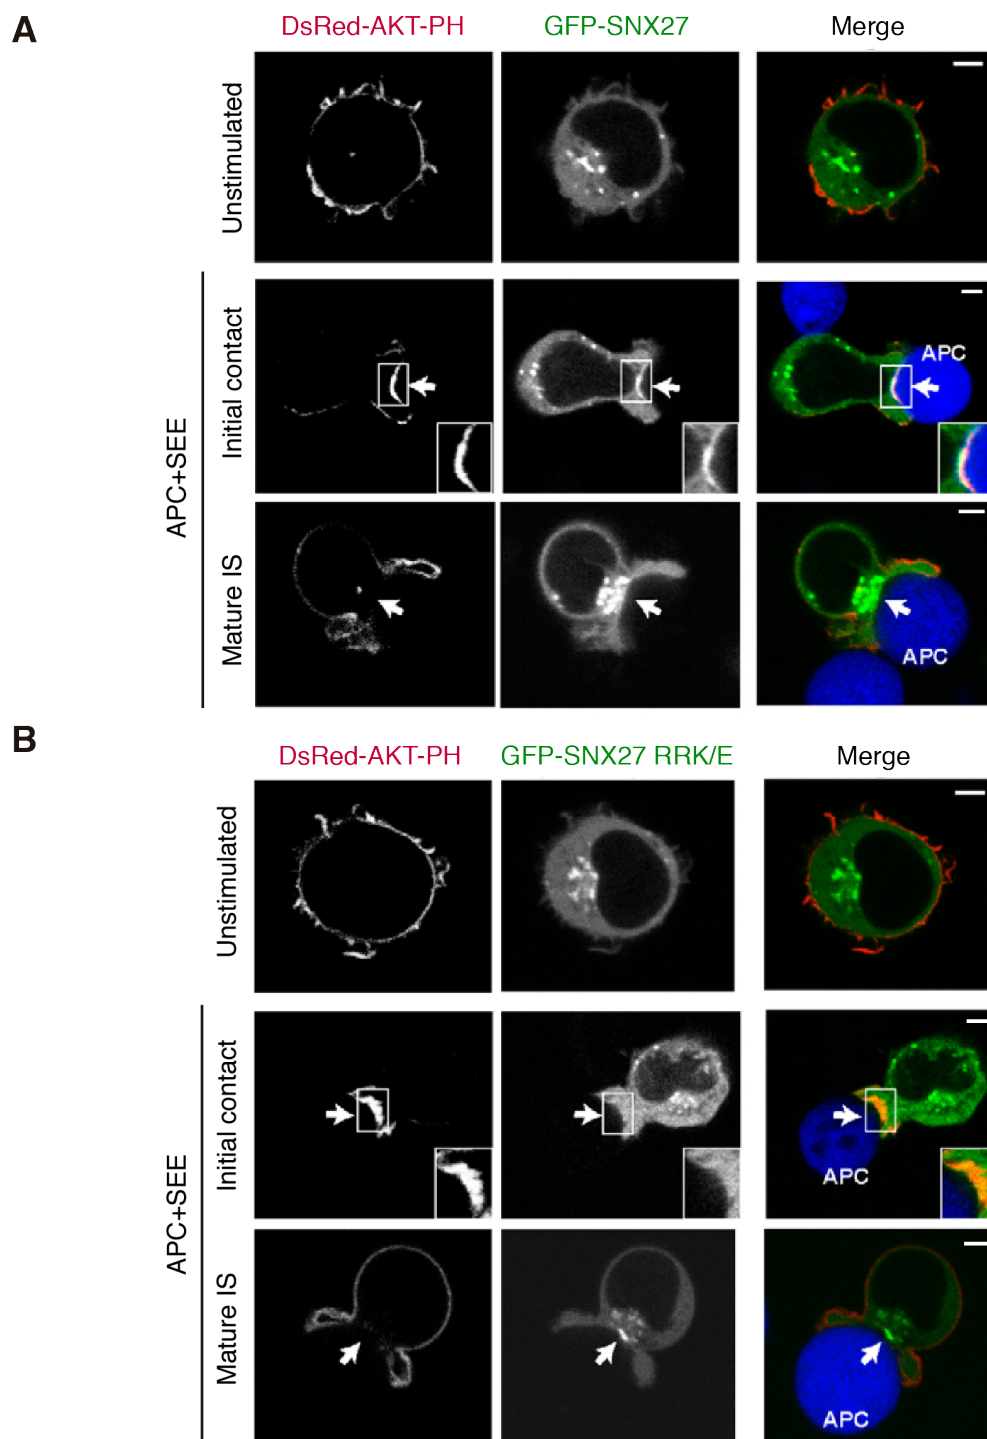 A
DsRed-AKT-PH GFP-SNX27 Merge
Unstimulated
APC+SEE
Initial contact
APC
Mature IS
APC
B
DsRed-AKT-PH GFP-SNX27 RRK/E Merge
Unstimulated
APC+SEE
Initial contact
APC
Mature IS
APC